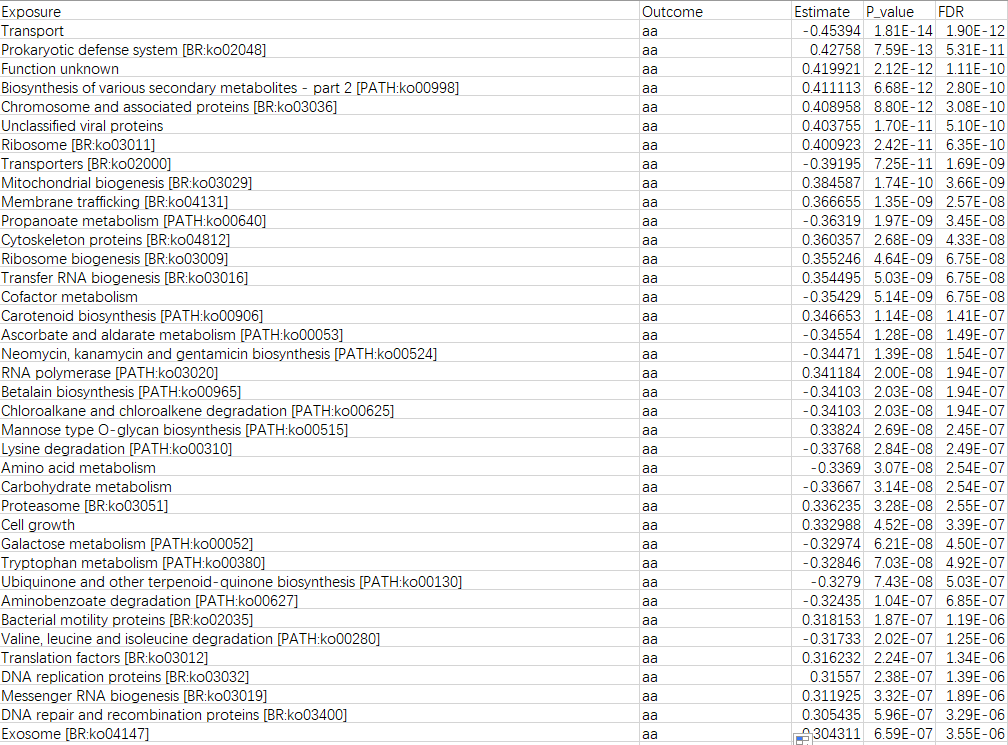 Exposure Outcome Estimate P_value FDR
Transport aa -0.45394 1.81E-14 1.90E-12
Prokaryotic defense system [BR:ko02048] aa 0.42758 7.59E-13 5.31E-11
Function unknown aa 0.419921 2.12E-12 1.11E-10
Biosynthesis of various secondary metabolites - part 2 [PATH:ko00998] aa 0.411113 6.68E-12 2.80E-10
Chromosome and associated proteins [BR:ko03036] aa 0.408958 8.80E-12 3.08E-10
Unclassified viral proteins aa 0.403755 1.70E-11 5.10E-10
Ribosome [BR:ko03011] aa 0.400923 2.42E-11 6.35E-10
Transporters [BR:ko02000] aa -0.39195 7.25E-11 1.69E-09
Mitochondrial biogenesis [BR:ko03029] aa 0.384587 1.74E-10 3.66E-09
Membrane trafficking [BR:ko04131] aa 0.366655 1.35E-09 2.57E-08
Propanoate metabolism [PATH:ko00640] aa -0.36319 1.97E-09 3.45E-08
Cytoskeleton proteins [BR:ko04812] aa 0.360357 2.68E-09 4.33E-08
Ribosome biogenesis [BR:ko03009] aa 0.355246 4.64E-09 6.75E-08
Transfer RNA biogenesis [BR:ko03016] aa 0.354495 5.03E-09 6.75E-08
Cofactor metabolism aa -0.35429 5.14E-09 6.75E-08
Carotenoid biosynthesis [PATH:ko00906] aa 0.346653 1.14E-08 1.41E-07
Ascorbate and aldarate metabolism [PATH:ko00053] aa -0.34554 1.28E-08 1.49E-07
Neomycin, kanamycin and gentamicin biosynthesis [PATH:ko00524] aa -0.34471 1.39E-08 1.54E-07
RNA polymerase [PATH:ko03020] aa 0.341184 2.00E-08 1.94E-07
Betalain biosynthesis [PATH:ko00965] aa -0.34103 2.03E-08 1.94E-07
Chloroalkane and chloroalkene degradation [PATH:ko00625] aa -0.34103 2.03E-08 1.94E-07
Mannose type O-glycan biosynthesis [PATH:ko00515] aa 0.33824 2.69E-08 2.45E-07
Lysine degradation [PATH:ko00310] aa -0.33768 2.84E-08 2.49E-07
Amino acid metabolism aa -0.3369 3.07E-08 2.54E-07
Carbohydrate metabolism aa -0.33667 3.14E-08 2.54E-07
Proteasome [BR:ko03051] aa 0.336235 3.28E-08 2.55E-07
Cell growth aa 0.332988 4.52E-08 3.39E-07
Galactose metabolism [PATH:ko00052] aa -0.32974 6.21E-08 4.50E-07
Tryptophan metabolism [PATH:ko00380] aa -0.32846 7.03E-08 4.92E-07
Ubiquinone and other terpenoid-quinone biosynthesis [PATH:ko00130] aa -0.3279 7.43E-08 5.03E-07
Aminobenzoate degradation [PATH:ko00627] aa -0.32435 1.04E-07 6.85E-07
Bacterial motility proteins [BR:ko02035] aa 0.318153 1.87E-07 1.19E-06
Valine, leucine and isoleucine degradation [PATH:ko00280] aa -0.31733 2.02E-07 1.25E-06
Translation factors [BR:ko03012] aa 0.316232 2.24E-07 1.34E-06
DNA replication proteins [BR:ko03032] aa 0.31557 2.38E-07 1.39E-06
Messenger RNA biogenesis [BR:ko03019] aa 0.311925 3.32E-07 1.89E-06
DNA repair and recombination proteins [BR:ko03400] aa 0.305435 5.96E-07 3.29E-06
Exosome [BR:ko04147] aa 0.304311 6.59E-07 3.55E-06